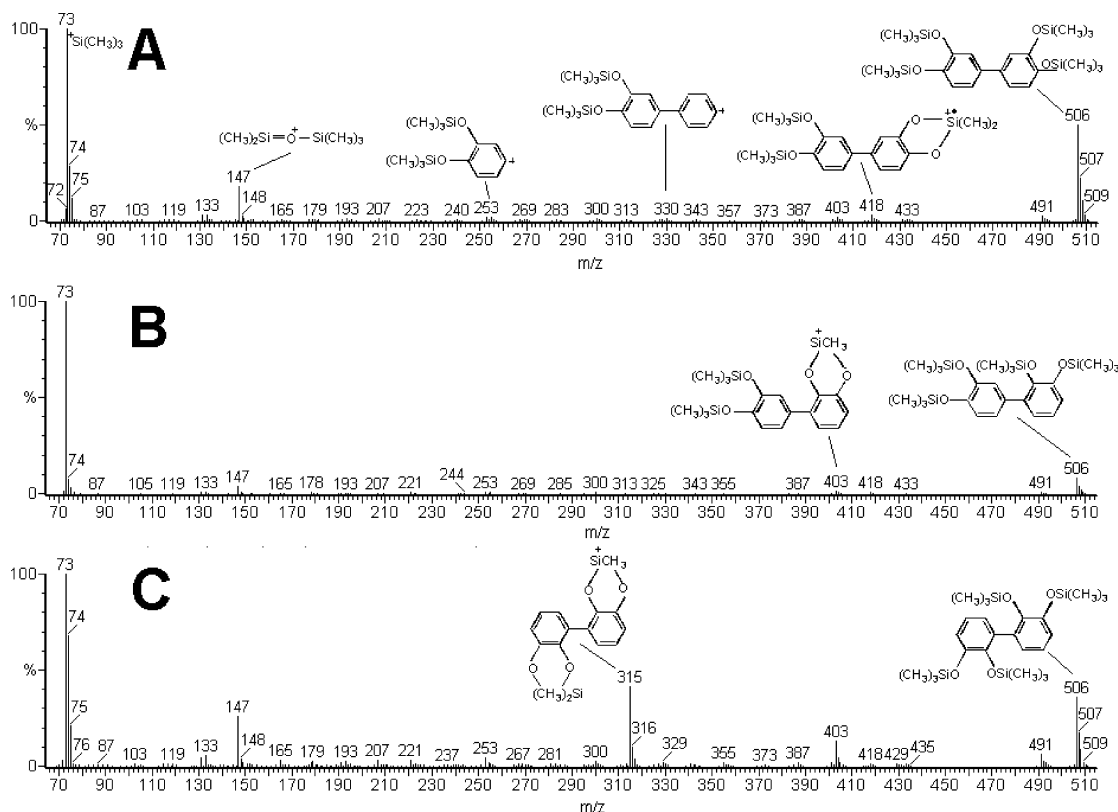 A
100
%
0
73
74
72
75
87
103
119
133
147
148
165
179
193
207
223
240
253
269
283
300
313
330
343
357
373
387
403
418
433
491
506
507
509
+Si(CH3)3
(CH3)2Si=O+-Si(CH3)3
(CH3)3SiO
(CH3)3SiO
+
(CH3)3SiO
(CH3)3SiO
+
(CH3)3SiO
(CH3)3SiO
O
O
+•
Si(CH3)2
(CH3)3SiO
(CH3)3SiO
OSi(CH3)3
OSi(CH3)3
70 90 110 130 150 170 190 210 230 250 270 290 310 330 350 370 390 410 430 450 470 490 510
m/z
B
100
%
0
73
74
87
105
119
133
147
165
178
193
207
221
244
253
269
285
300
313
325
343
355
387
403
418
433
491
506
+
SiCH3
O
O
(CH3)3SiO
(CH3)3SiO
(CH3)3SiO
(CH3)3SiO
(CH3)3SiO
OSi(CH3)3
70 90 110 130 150 170 190 210 230 250 270 290 310 330 350 370 390 410 430 450 470 490 510
m/z
C
100
%
0
73
74
75
76
87
103
119
133
147
148
165
179
193
207
221
237
253
267
281
300
315
316
329
355
373
387
403
418
429
435
491
506
507
509
+
SiCH3
O
O
O
O
(CH3)2Si
(CH3)3SiO
OSi(CH3)3
(CH3)3SiO
OSi(CH3)3
70 90 110 130 150 170 190 210 230 250 270 290 310 330 350 370 390 410 430 450 470 490 510
m/z